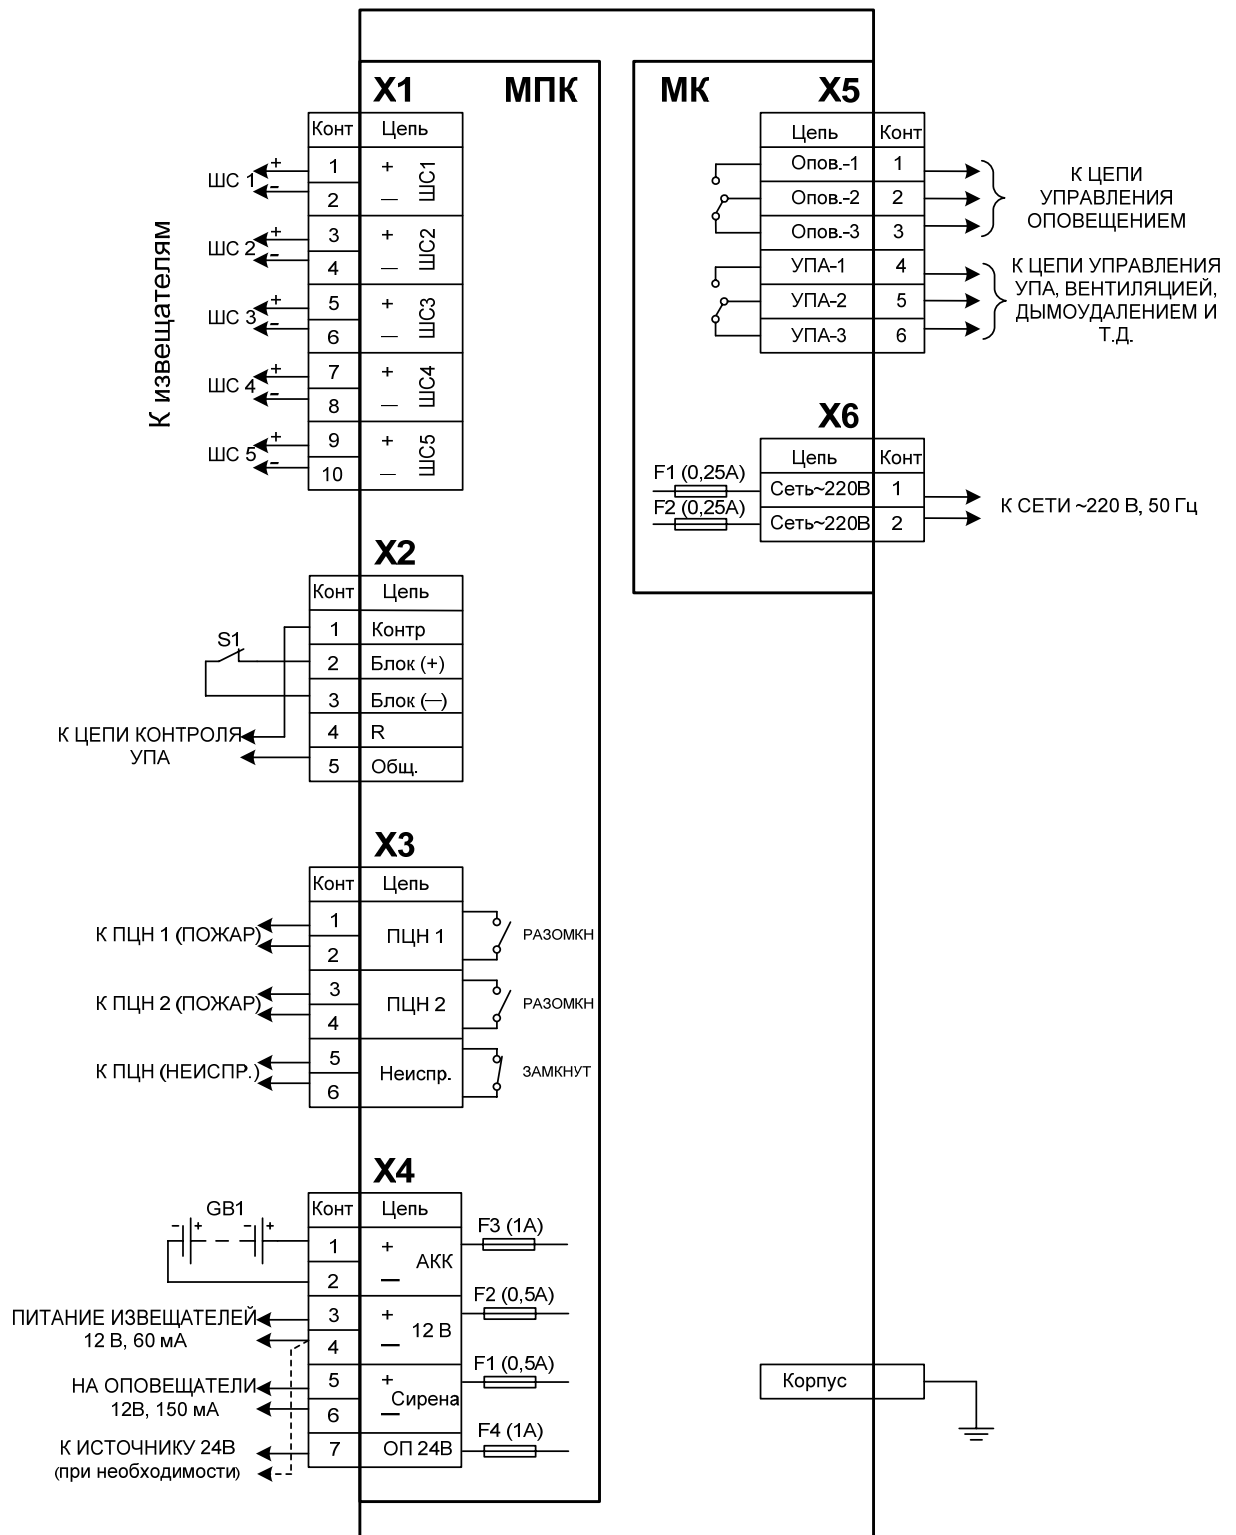 X1 МПК
Конт Цепь
ШС 1 + 1 + ШС1
- 2 —
ШС 2 + 3 + ШС2
- 4 —
ШС 3 + 5 + ШС3
- 6 —
ШС 4 + 7 + ШС4
- 8 —
ШС 5 + 9 + ШС5
- 10 —
К извещателям
X2
Конт Цепь
1 Контр
S1
2 Блок (+)
3 Блок (—)
4 R
5 Общ.
К ЦЕПИ КОНТРОЛЯ
УПА
X3
Конт Цепь
К ПЦН 1 (ПОЖАР) 1 2 ПЦН 1 РАЗОМКН
К ПЦН 2 (ПОЖАР) 3 4 ПЦН 2 РАЗОМКН
К ПЦН (НЕИСПР.) 5 6 Неиспр. ЗАМКНУТ
X4
Конт Цепь
GB1
- + - +
1 + АКК F3 (1А)
2 —
ПИТАНИЕ ИЗВЕЩАТЕЛЕЙ
12 В, 60 мА
3 + 12 В F2 (0,5А)
4 —
НА ОПОВЕЩАТЕЛИ
12В, 150 мА
5 + Сирена F1 (0,5А)
6 —
К ИСТОЧНИКУ 24В
(при необходимости)
7 ОП 24В F4 (1А)
МК X5
Цепь Конт
Опов.-1 1
Опов.-2 2
Опов.-3 3
УПА-1 4
УПА-2 5
УПА-3 6
К ЦЕПИ
УПРАВЛЕНИЯ
ОПОВЕЩЕНИЕМ
К ЦЕПИ УПРАВЛЕНИЯ
УПА, ВЕНТИЛЯЦИЕЙ,
ДЫМОУДАЛЕНИЕМ И
Т.Д.
X6
Цепь Конт
F1 (0,25А) Сеть~220В 1
F2 (0,25А) Сеть~220В 2
К СЕТИ ~220 В, 50 Гц
Корпус